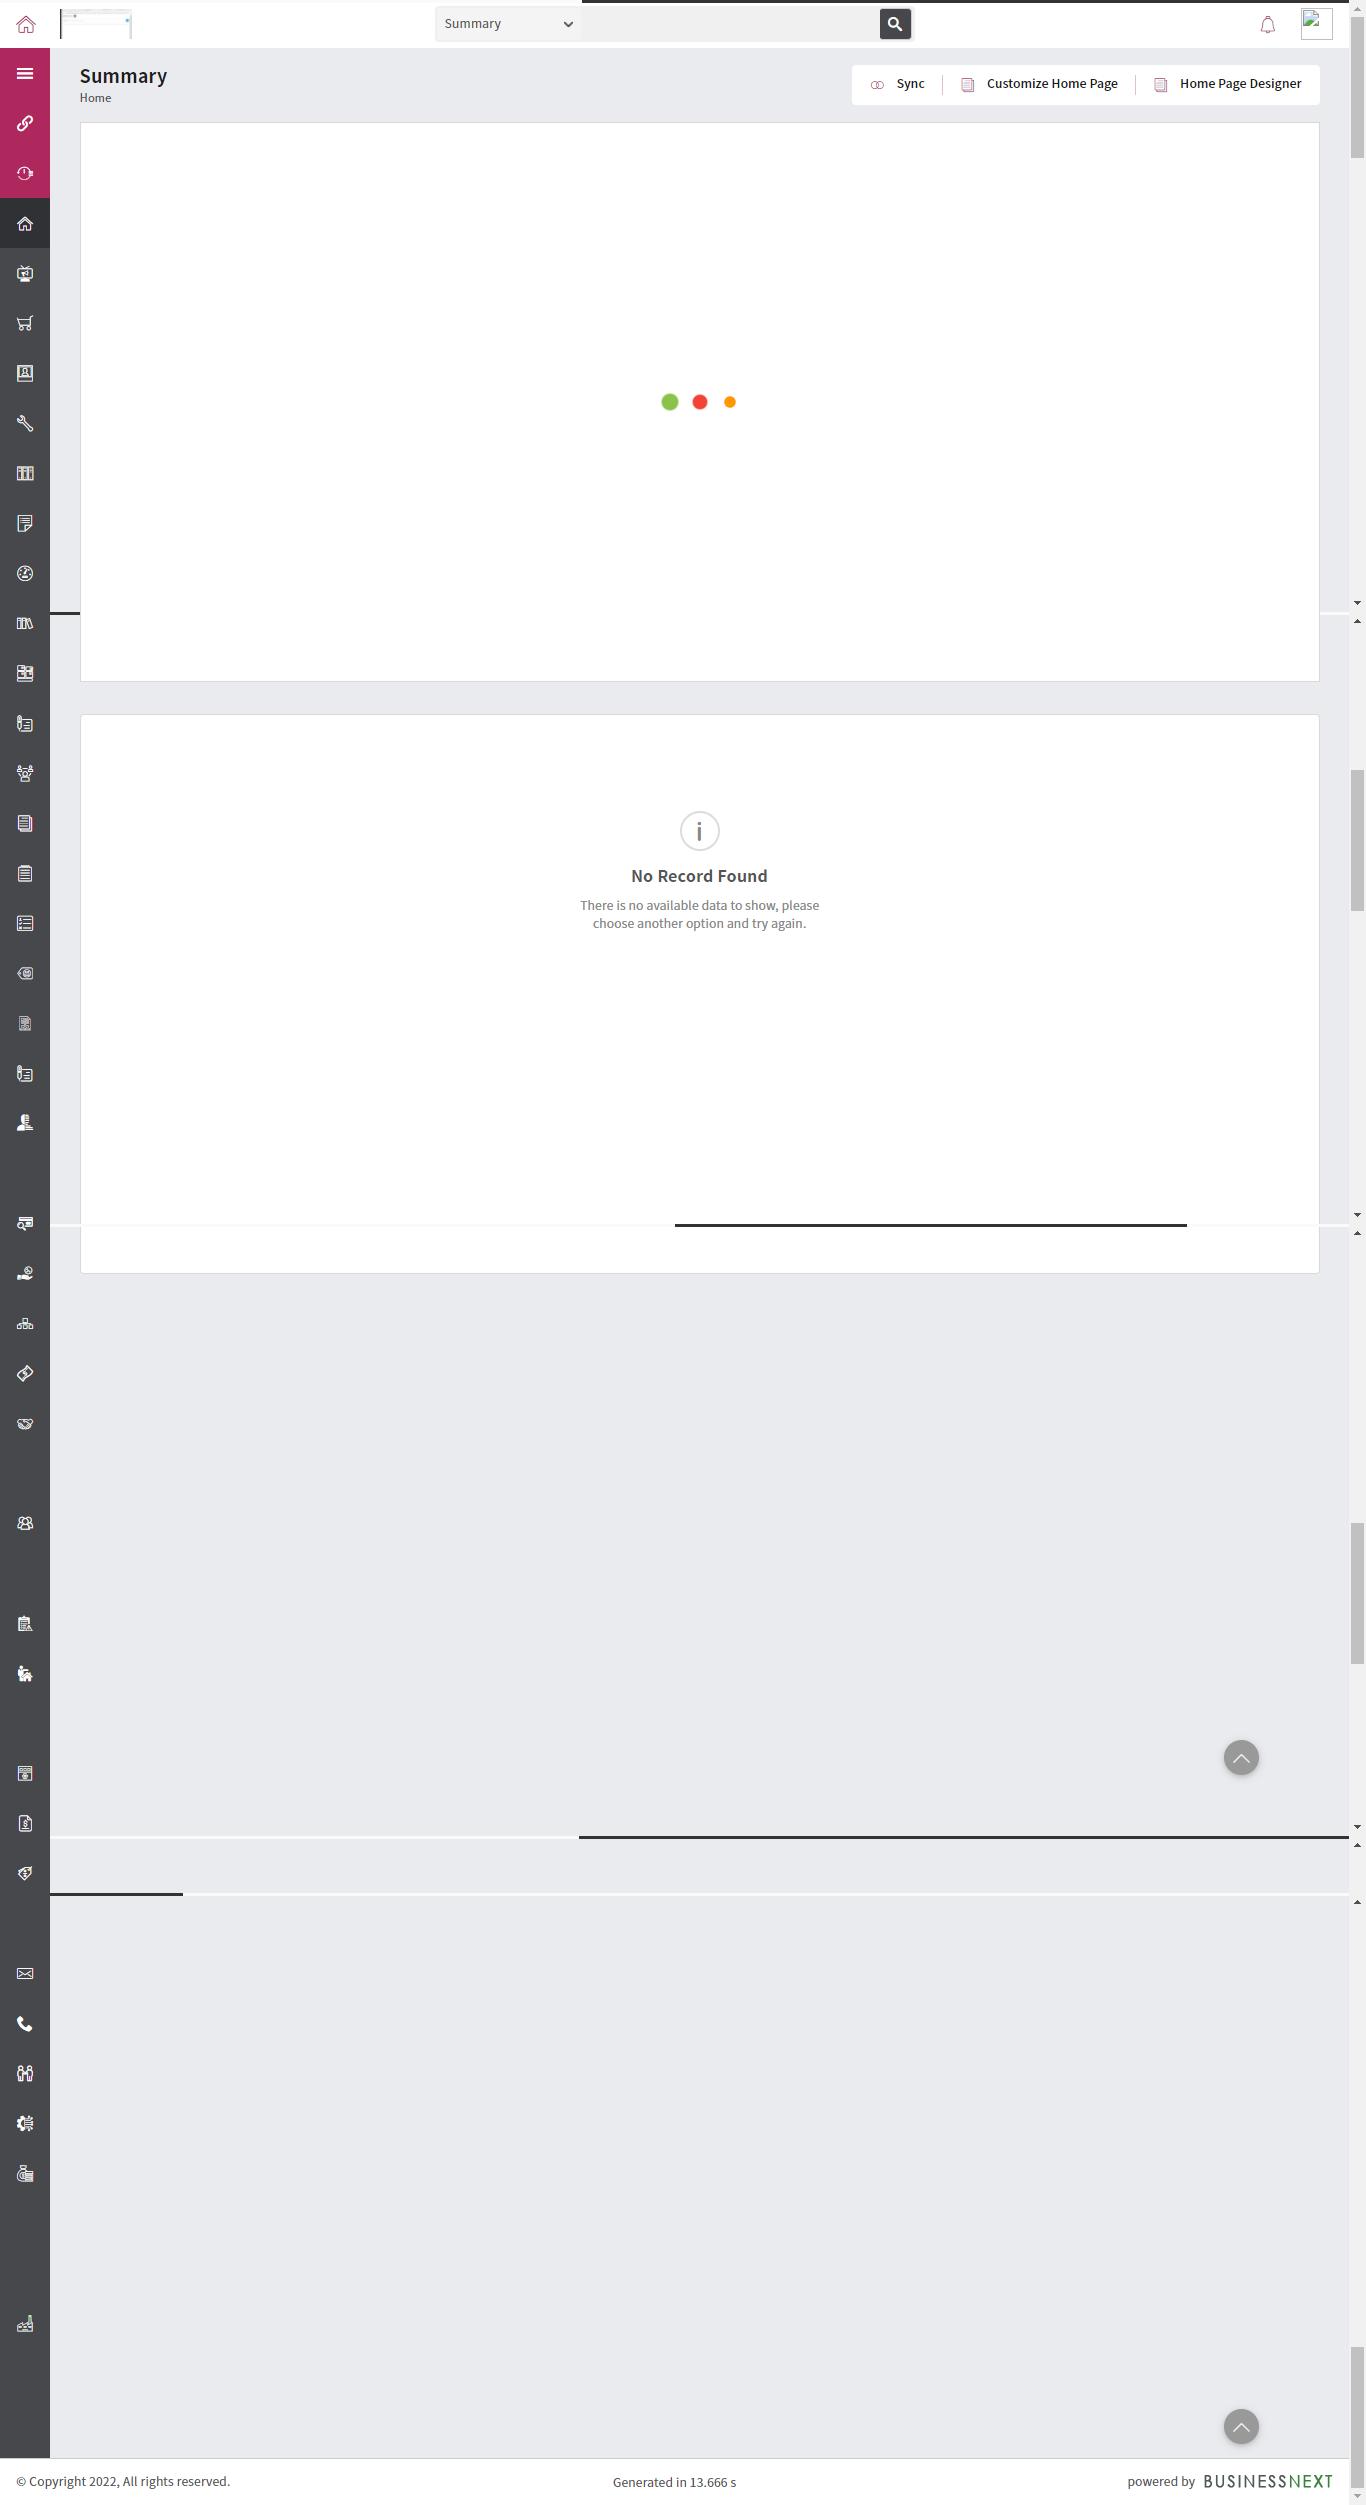 Summary
Summary
Home
Sync
Customize Home Page
Home Page Designer
No Record Found
There is no available data to show, please
choose another option and try again.
© Copyright 2022, All rights reserved.
Generated in 13.666 s
powered by BUSINESSNEXT